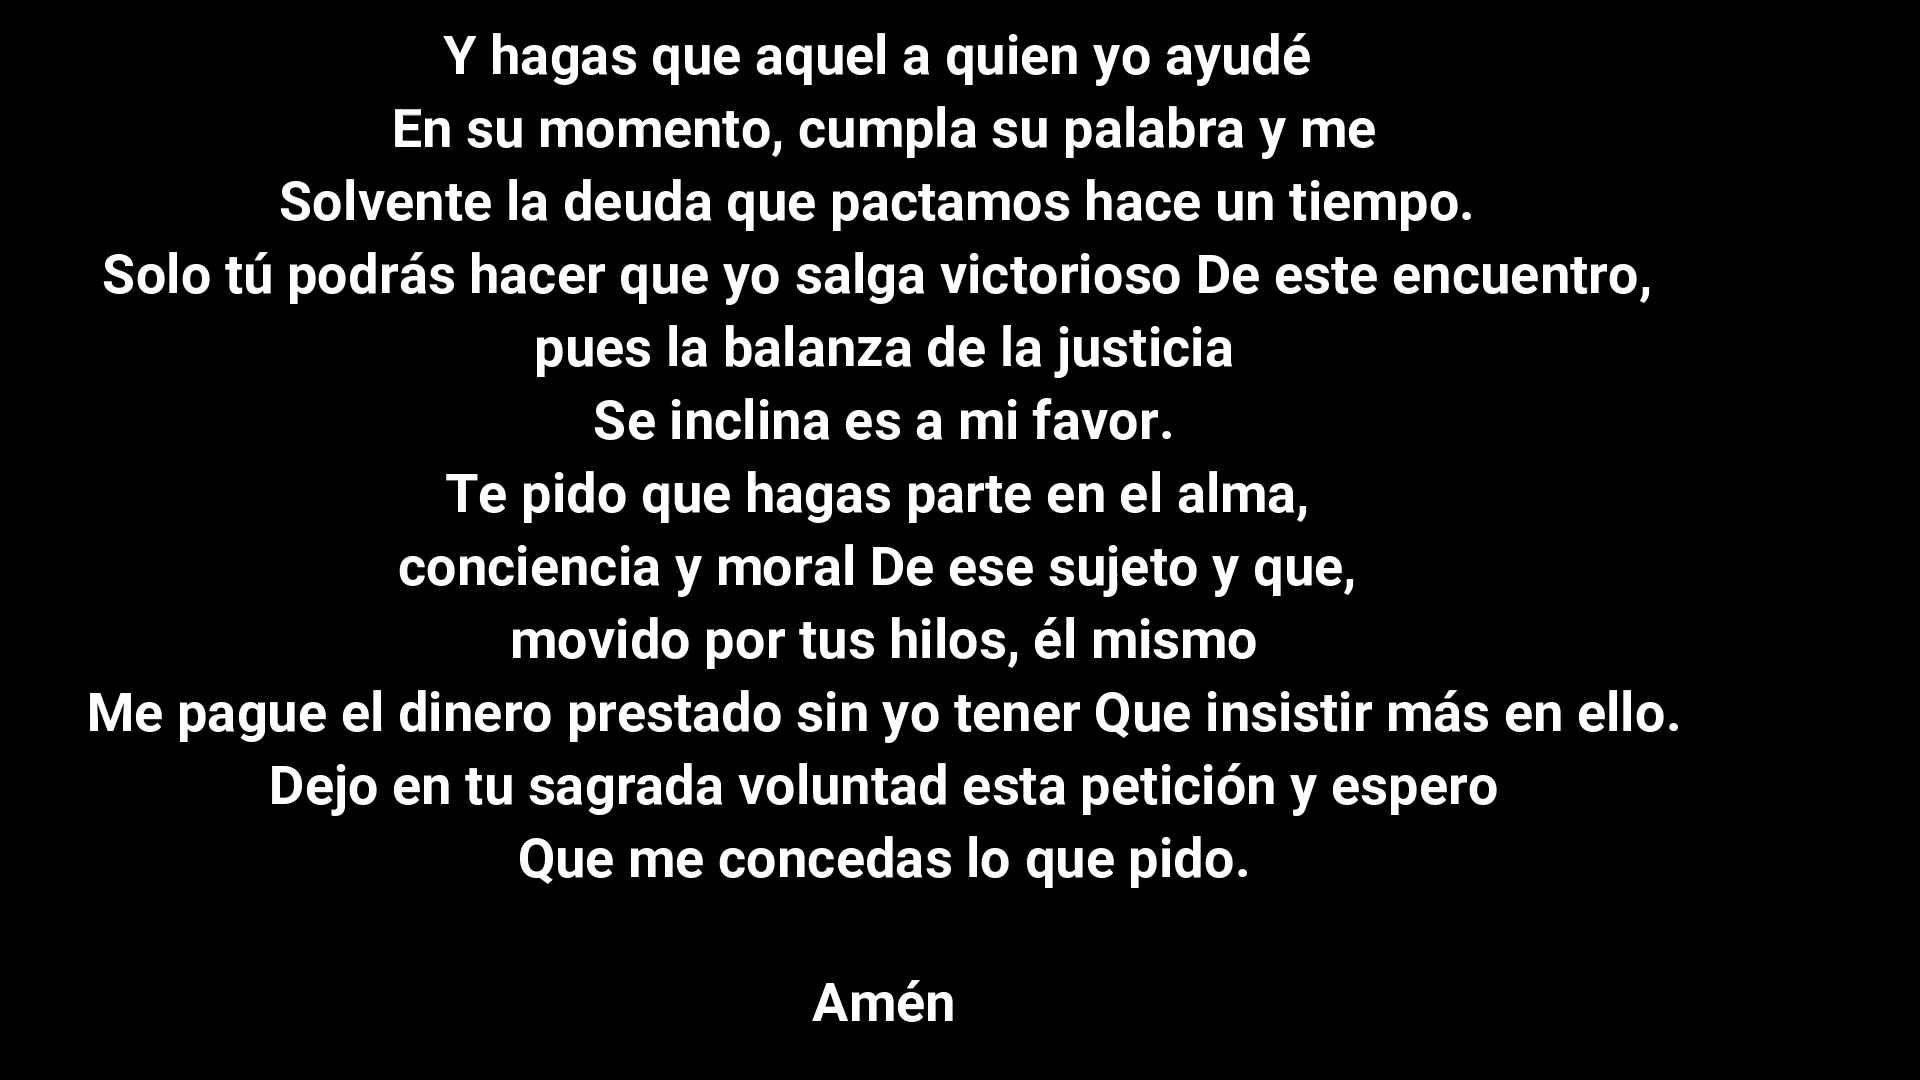 Y hagas que aquel a quien yo ayudé
En su momento, cumpla su palabra y me
Solvente la deuda que pactamos hace un tiempo.
Solo tú podrás hacer que yo salga victorioso De este encuentro,
pues la balanza de la justicia
Se inclina es a mi favor.
Te pido que hagas parte en el alma,
conciencia y moral De ese sujeto y que,
movido por tus hilos, él mismo
Me pague el dinero prestado sin yo tener Que insistir más en ello.
Dejo en tu sagrada voluntad esta petición y espero
Que me concedas lo que pido.
Amén